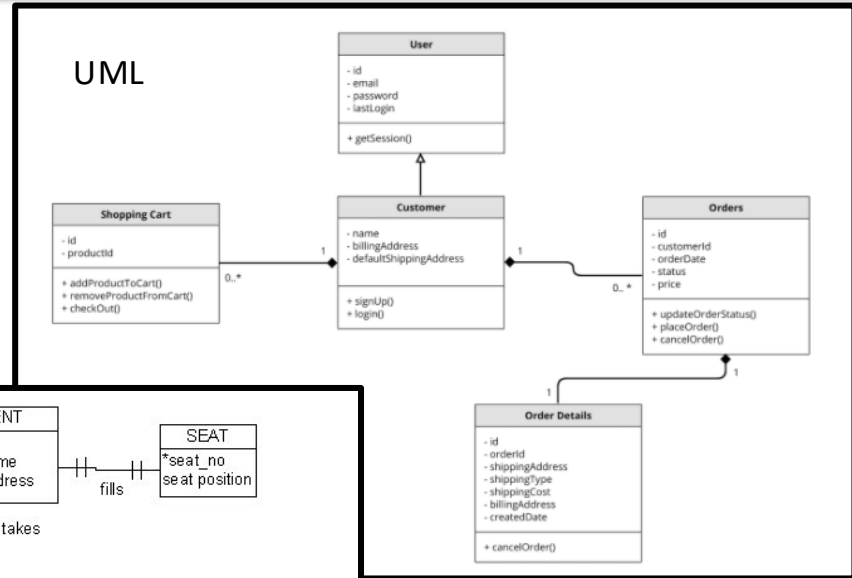 UML
User
- id
- email
- password
- lastLogin
+ getSession()
Shopping Cart
- id
- productId
+ addProductToCart()
+ removeProductFromCart()
+ checkOut()
0..*
1
Customer
- name
- billingAddress
- defaultShippingAddress
+ signUp()
+ login()
1
0.. *
Orders
- id
- customerId
- orderDate
- status
- price
+ updateOrderStatus()
+ placeOrder()
+ cancelOrder()
1
1
Order Details
- id
- orderId
- shippingAddress
- shippingType
- shippingCost
- billingAddress
- createdDate
+ cancelOrder()
fills
SEAT
*seat_no
seat position
takes